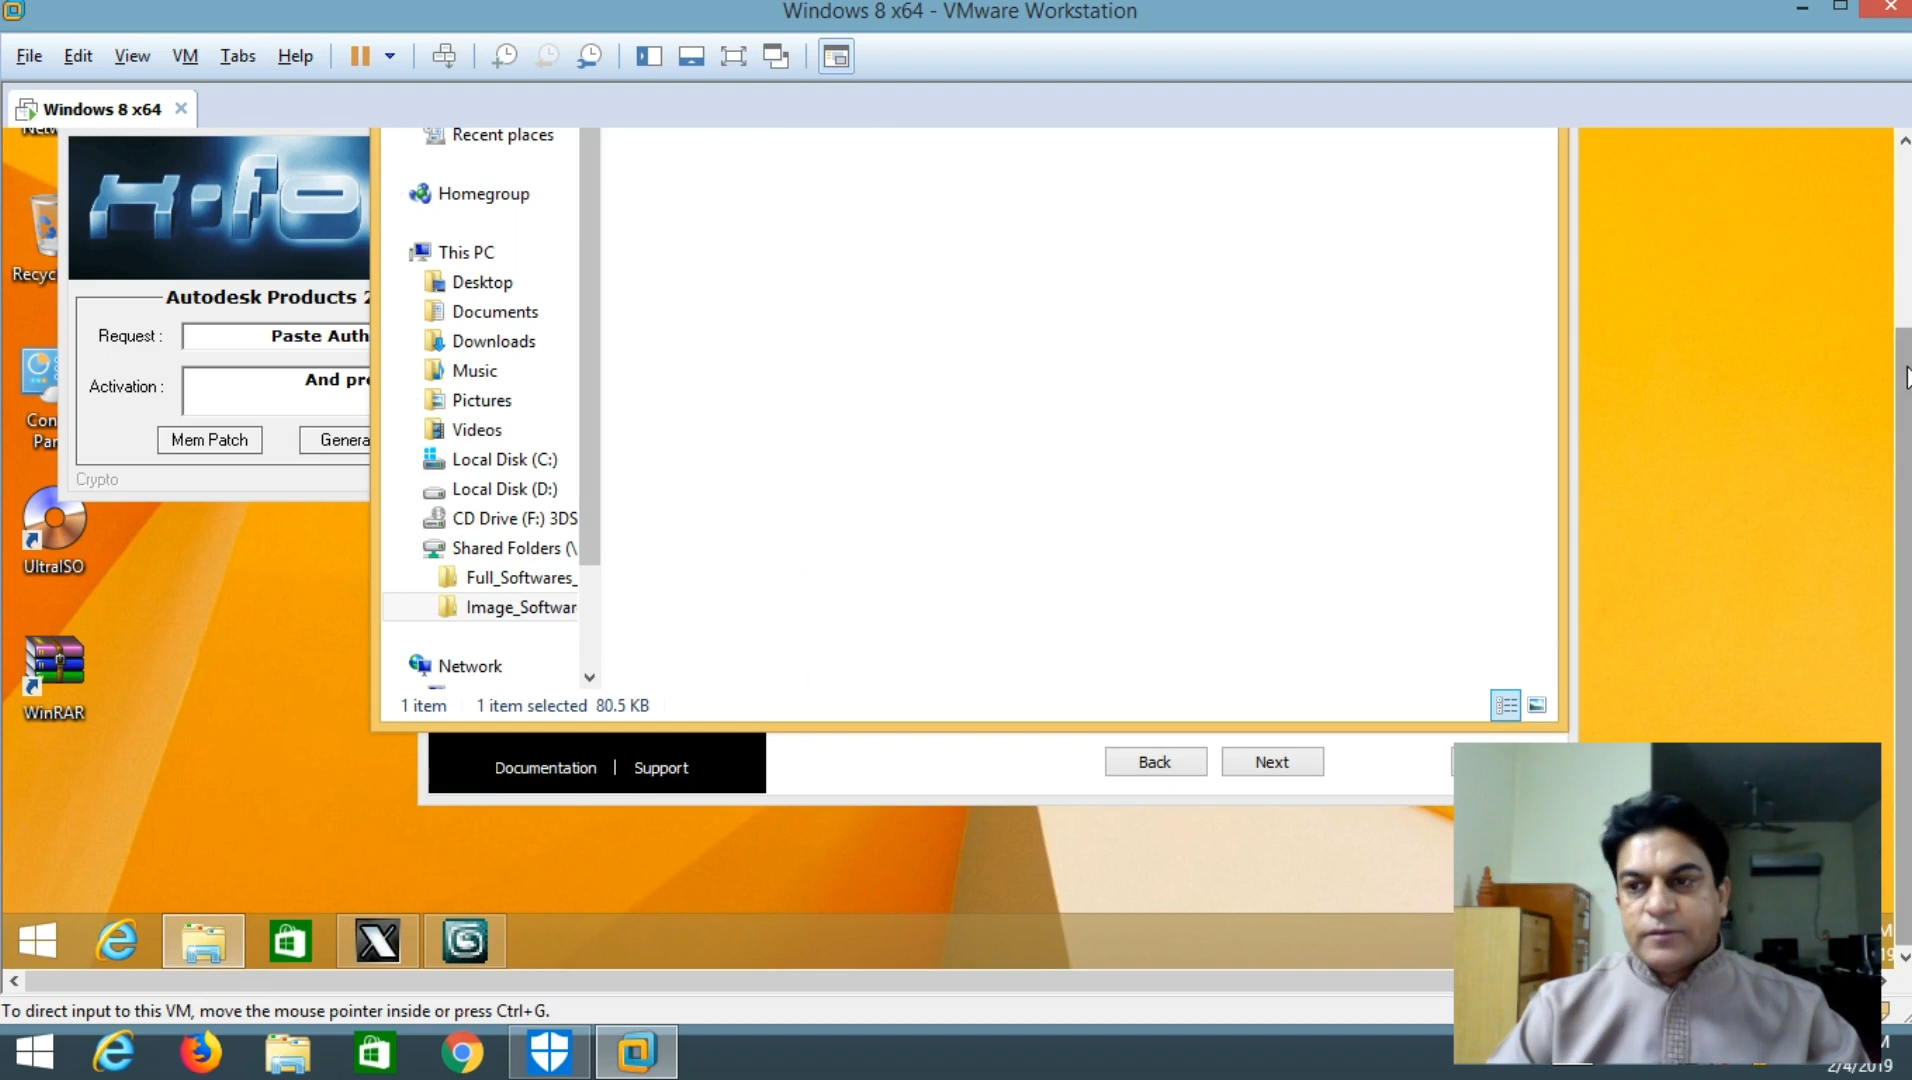 Windows 8 x64 - VMware Workstation
File Edit View VM Tabs Help
Windows 8 x64
Recent places
Homegroup
This PC
Desktop
Documents
Downloads
Music
Pictures
Videos
Local Disk (C:)
Local Disk (D:)
CD Drive (F:) 3DS
Shared Folders (\
Full_Softwares_
Image_Softwar
Network
1 item 1 item selected 80.5 KB
X-fo
Autodesk Products 2
Request : Paste Auth
Activation : And pre
Mem Patch Genera
Crypto
Recyc
Con
Par
UltraISO
WinRAR
Documentation | Support
Back Next
To direct input to this VM, move the mouse pointer inside or press Ctrl+G.
2/4/2019